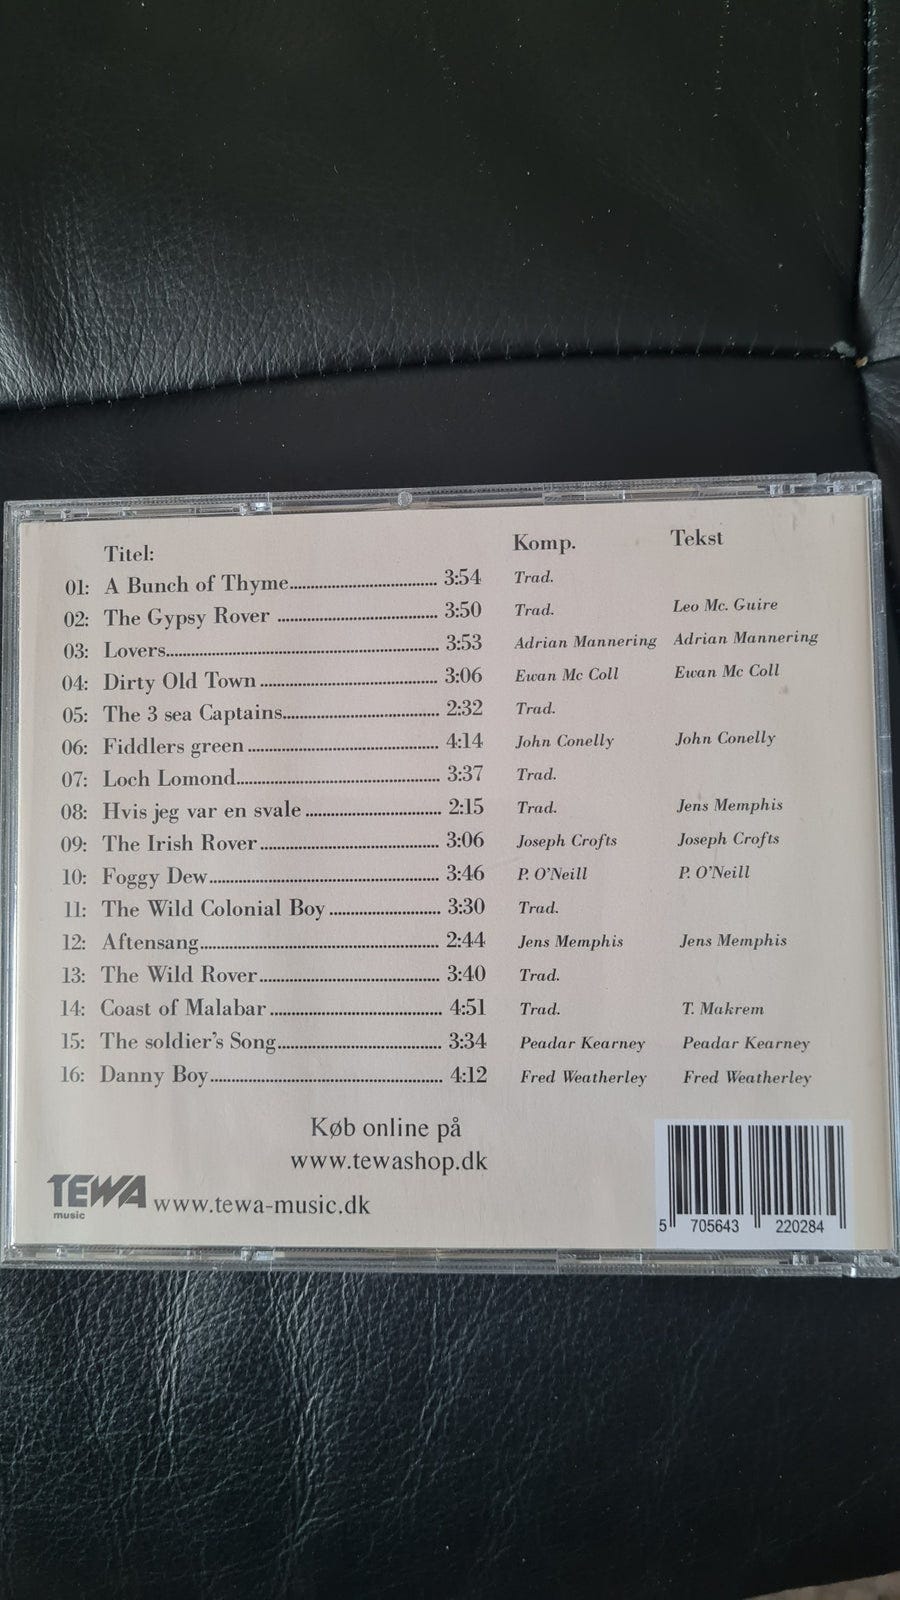 Titel: Komp. Tekst
01: A Bunch of Thyme 3:54 Trad.
02: The Gypsy Rover 3:50 Trad. Leo Mc. Guire
03: Lovers 3:53 Adrian Mannering Adrian Mannering
04: Dirty Old Town 3:06 Ewan Mc Coll Ewan Mc Coll
05: The 3 sea Captains 2:32 Trad.
06: Fiddlers green 4:14 John Conelly John Conelly
07: Loch Lomond 3:37 Trad.
08: Hvis jeg var en svale 2:15 Trad. Jens Memphis
09: The Irish Rover 3:06 Joseph Crofts Joseph Crofts
10: Foggy Dew 3:46 P. O'Neill P. O'Neill
11: The Wild Colonial Boy 3:30 Trad.
12: Aftensang 2:44 Jens Memphis Jens Memphis
13: The Wild Rover 3:40 Trad.
14: Coast of Malabar 4:51 Trad. T. Makrem
15: The soldier's Song 3:34 Peadar Kearney Peadar Kearney
16: Danny Boy 4:12 Fred Weatherley Fred Weatherley
Køb online på
www.tewashop.dk
TEWA music www.tewa-music.dk
5 705643 220284